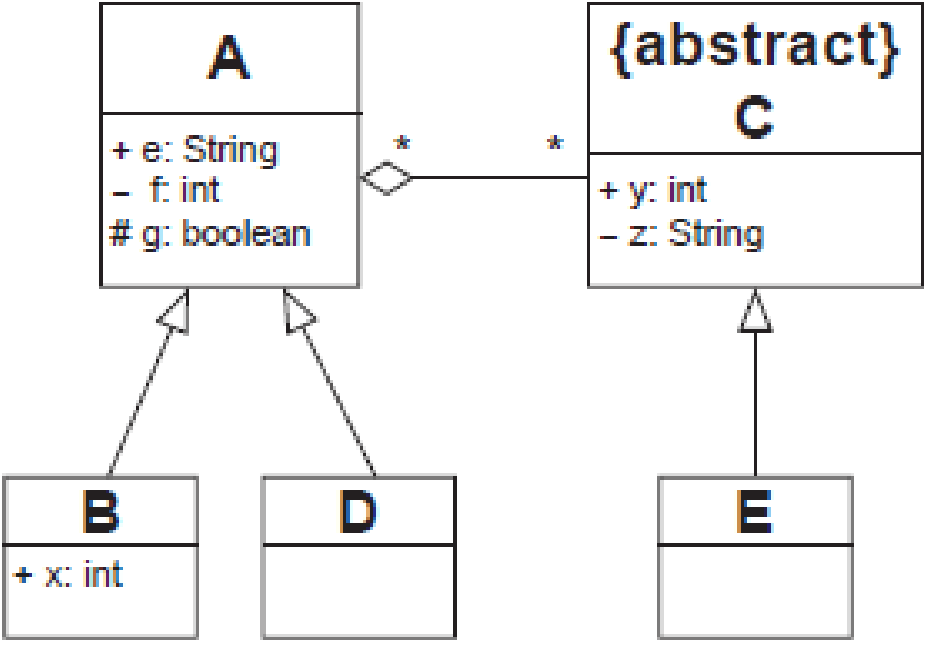 A
+ e: String
– f: int
# g: boolean
*
*
{abstract}
C
+ y: int
– z: String
B
+ x: int
D
E